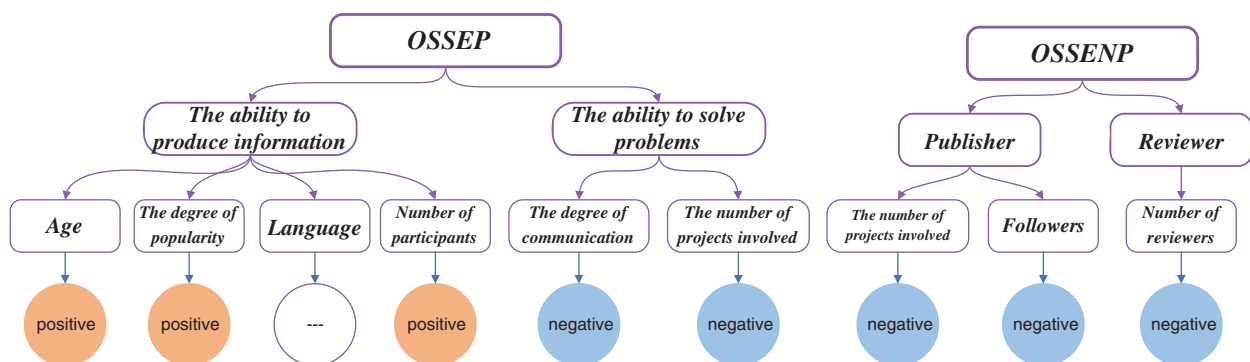 OSSEP
OSSENP
The ability to
produce information
The ability to solve
problems
Publisher
Reviewer
Age
The degree of
popularity
Language
Number of
participants
The degree of
communication
The number of
projects involved
The number of
projects involved
Followers
Number of
reviewers
positive
positive
---
positive
negative
negative
negative
negative
negative